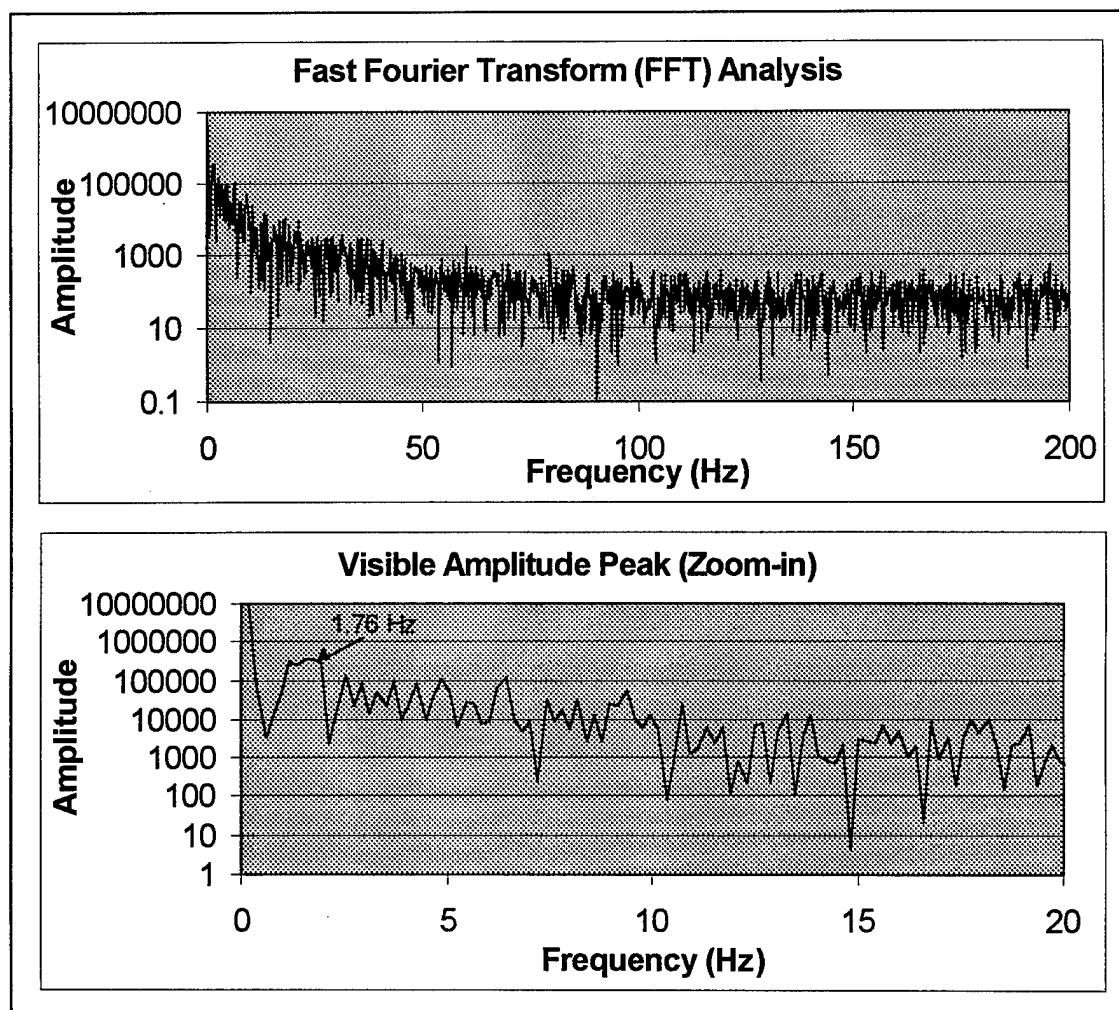 Fast Fourier Transform (FFT) Analysis
10000000
100000
1000
10
0.1
Amplitude
0 50 100 150 200
Frequency (Hz)
Visible Amplitude Peak (Zoom-in)
10000000
1000000
100000
10000
1000
100
10
1
Amplitude
1.76 Hz
0 5 10 15 20
Frequency (Hz)